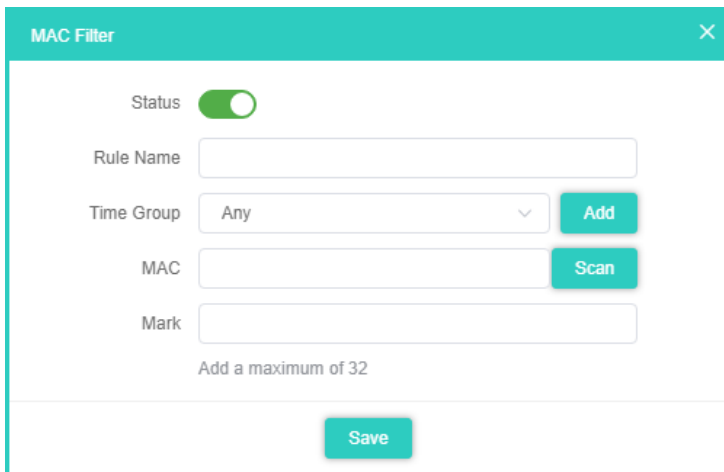 MAC Filter
Status
Rule Name
Time Group Any Add
MAC Scan
Mark
Add a maximum of 32
Save